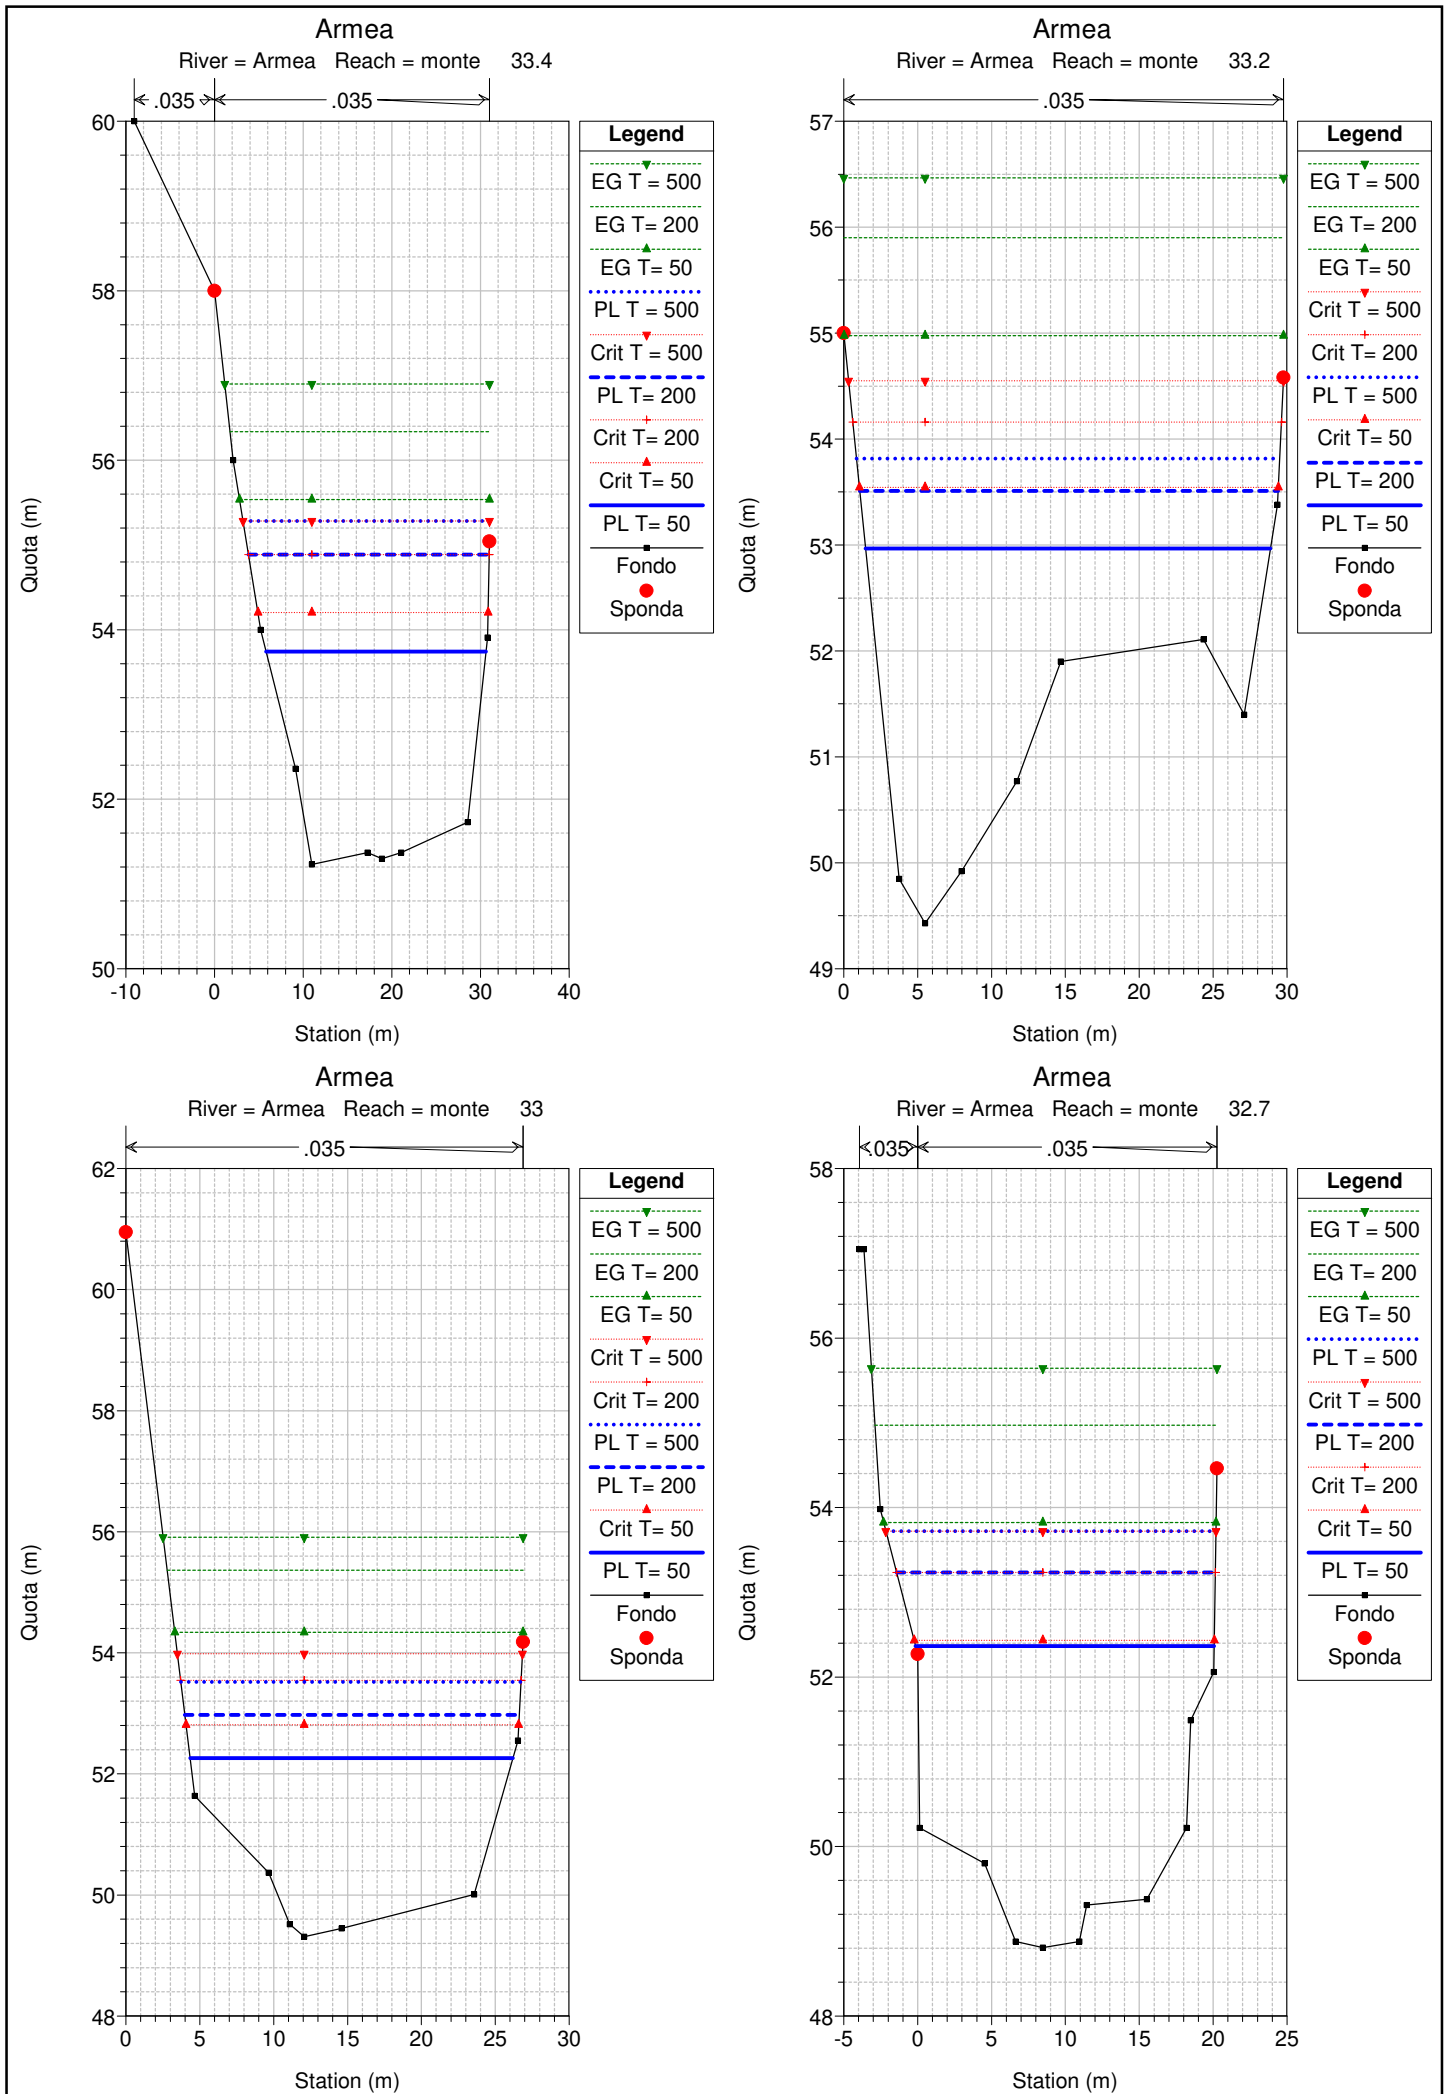 Armea
River = Armea Reach = monte 33.4
.035 .035
60
58
56
54
52
50
-10 0 10 20 30 40
Station (m)
Quota (m)
Legend
EG T = 500
EG T= 200
EG T= 50
PL T = 500
Crit T = 500
PL T= 200
Crit T= 200
Crit T= 50
PL T= 50
Fondo
Sponda
Armea
River = Armea Reach = monte 33.2
.035
57
56
55
54
53
52
51
50
49
0 5 10 15 20 25 30
Station (m)
Quota (m)
Legend
EG T = 500
EG T= 200
EG T= 50
Crit T = 500
Crit T= 200
PL T = 500
Crit T= 50
PL T= 200
PL T= 50
Fondo
Sponda
Armea
River = Armea Reach = monte 33
.035
62
60
58
56
54
52
50
48
0 5 10 15 20 25 30
Station (m)
Quota (m)
Legend
EG T = 500
EG T= 200
EG T= 50
Crit T = 500
Crit T= 200
PL T = 500
PL T= 200
Crit T= 50
PL T= 50
Fondo
Sponda
Armea
River = Armea Reach = monte 32.7
.035 .035
58
56
54
52
50
48
-5 0 5 10 15 20 25
Station (m)
Quota (m)
Legend
EG T = 500
EG T= 200
EG T= 50
PL T = 500
Crit T = 500
PL T= 200
Crit T= 200
Crit T= 50
PL T= 50
Fondo
Sponda